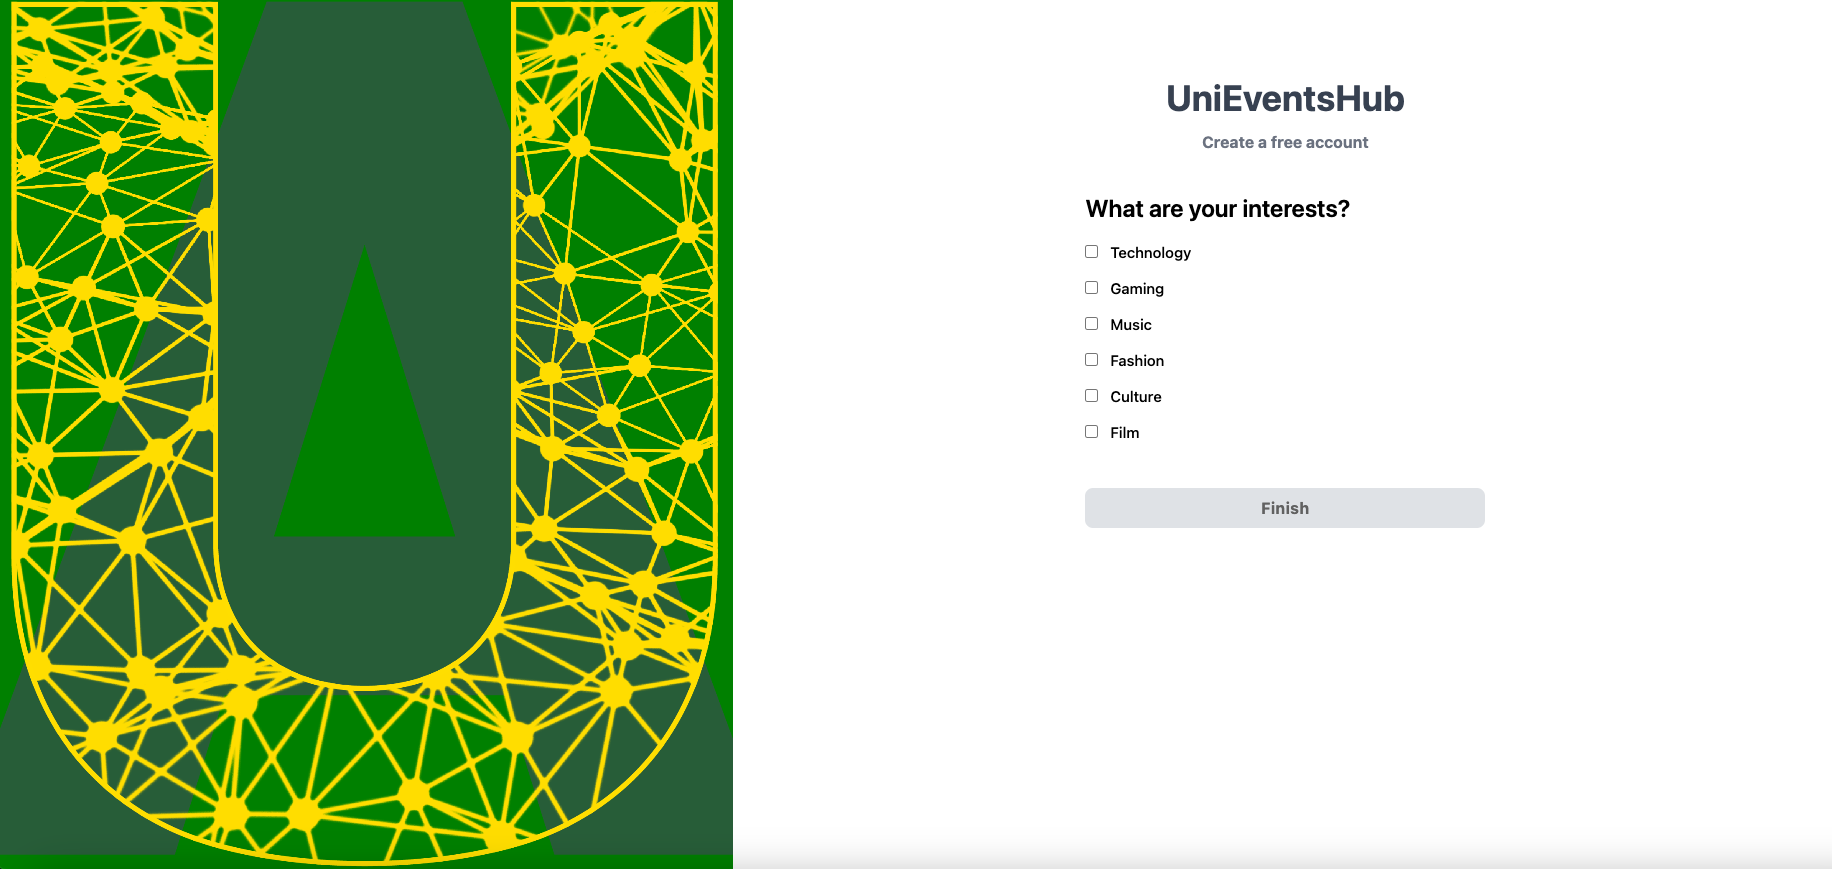 UniEventsHub
Create a free account
What are your interests?
Technology
Gaming
Music
Fashion
Culture
Film
Finish